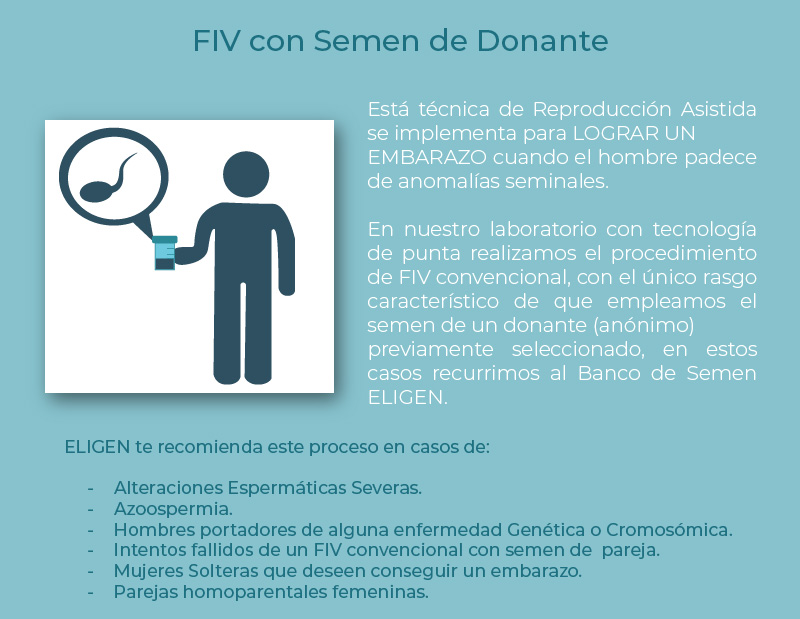 FIV con Semen de Donante
Está técnica de Reproducción Asistida
se implementa para LOGRAR UN
EMBARAZO cuando el hombre padece
de anomalías seminales.
En nuestro laboratorio con tecnología
de punta realizamos el procedimiento
de FIV convencional, con el único rasgo
característico de que empleamos el
semen de un donante (anónimo)
previamente seleccionado, en estos
casos recurrimos al Banco de Semen
ELIGEN.
ELIGEN te recomienda este proceso en casos de:
- Alteraciones Espermáticas Severas.
- Azoospermia.
- Hombres portadores de alguna enfermedad Genética o Cromosómica.
- Intentos fallidos de un FIV convencional con semen de pareja.
- Mujeres Solteras que deseen conseguir un embarazo.
- Parejas homoparentales femeninas.